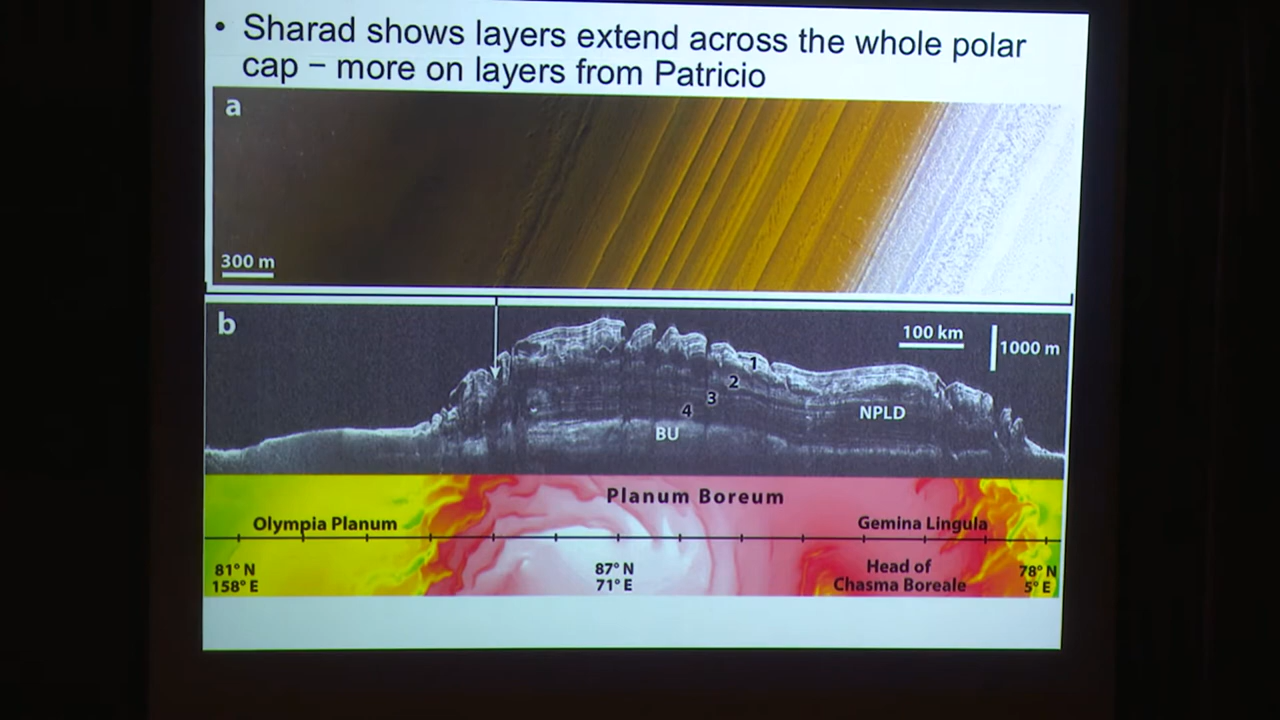 • Sharad shows layers extend across the whole polar
cap – more on layers from Patricio
a
300 m
b
100 km
1000 m
1
2
3
4
NPLD
BU
Planum Boreum
Olympia Planum
Gemina Lingula
81° N
158° E
87° N
71° E
Head of
Chasma Boreale
78° N
5° E